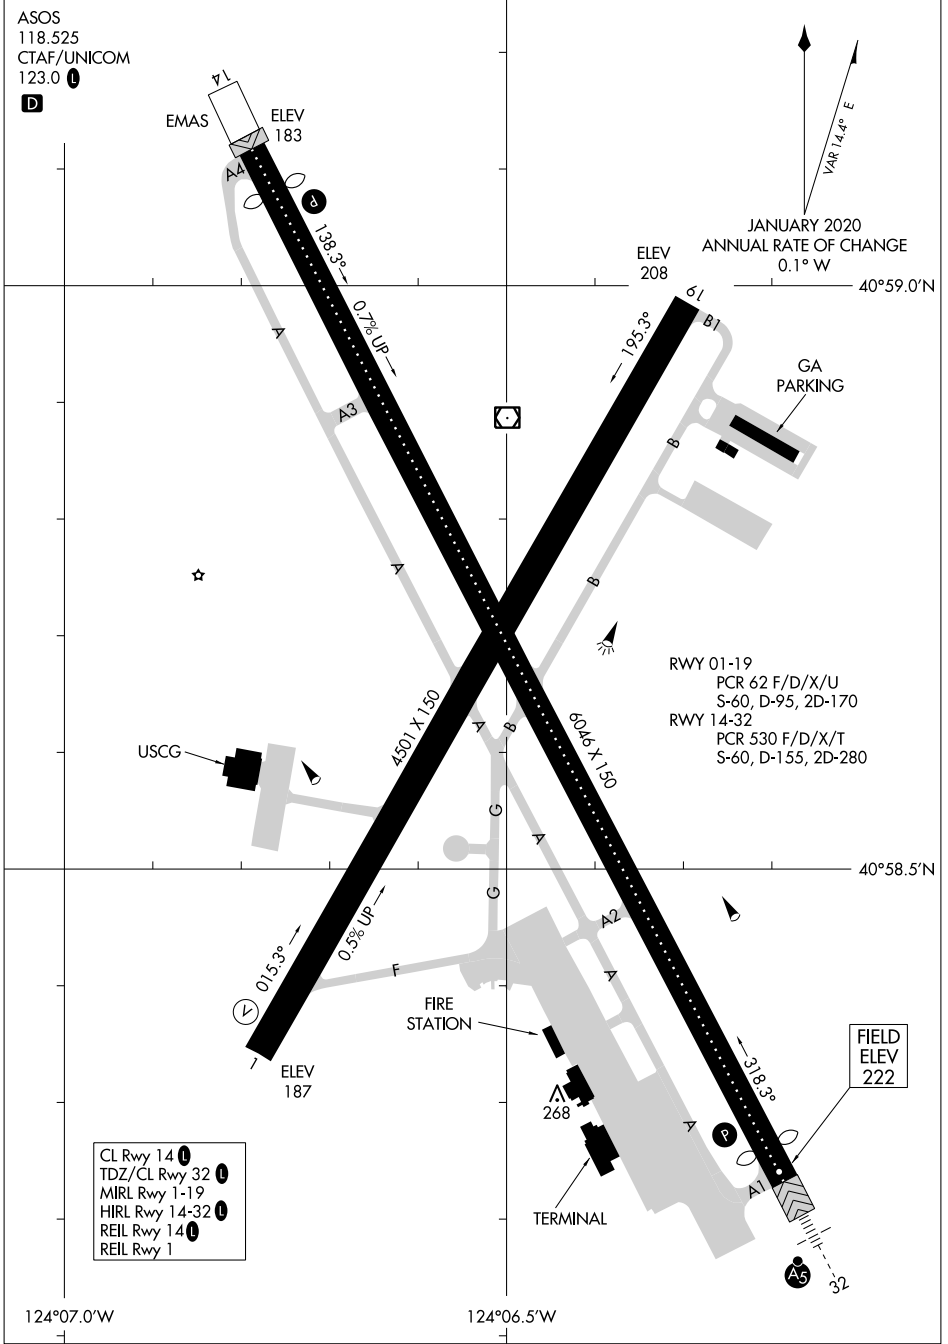 ASOS
118.525
CTAF/UNICOM
123.0 L
D
14
EMAS
ELEV
183
A4
P
138.3°
0.7% UP
VAR 14.4° E
JANUARY 2020
ANNUAL RATE OF CHANGE
0.1° W
ELEV
208
40°59.0'N
19
B1
195.3°
A
A3
GA
PARKING
B
A
B
RWY 01-19
PCR 62 F/D/X/U
S-60, D-95, 2D-170
RWY 14-32
PCR 530 F/D/X/T
S-60, D-155, 2D-280
4501 X 150
A
B
6046 X 150
USCG
G
A
40°58.5'N
G
A2
0.5% UP
015.3°
F
A
V
FIRE
STATION
FIELD
ELEV
222
318.3°
1
ELEV
187
268
A
P
CL Rwy 14 L
TDZ/CL Rwy 32 L
MIRL Rwy 1-19
HIRL Rwy 14-32 L
REIL Rwy 14 L
REIL Rwy 1
A1
TERMINAL
A5
32
124°07.0'W
124°06.5'W